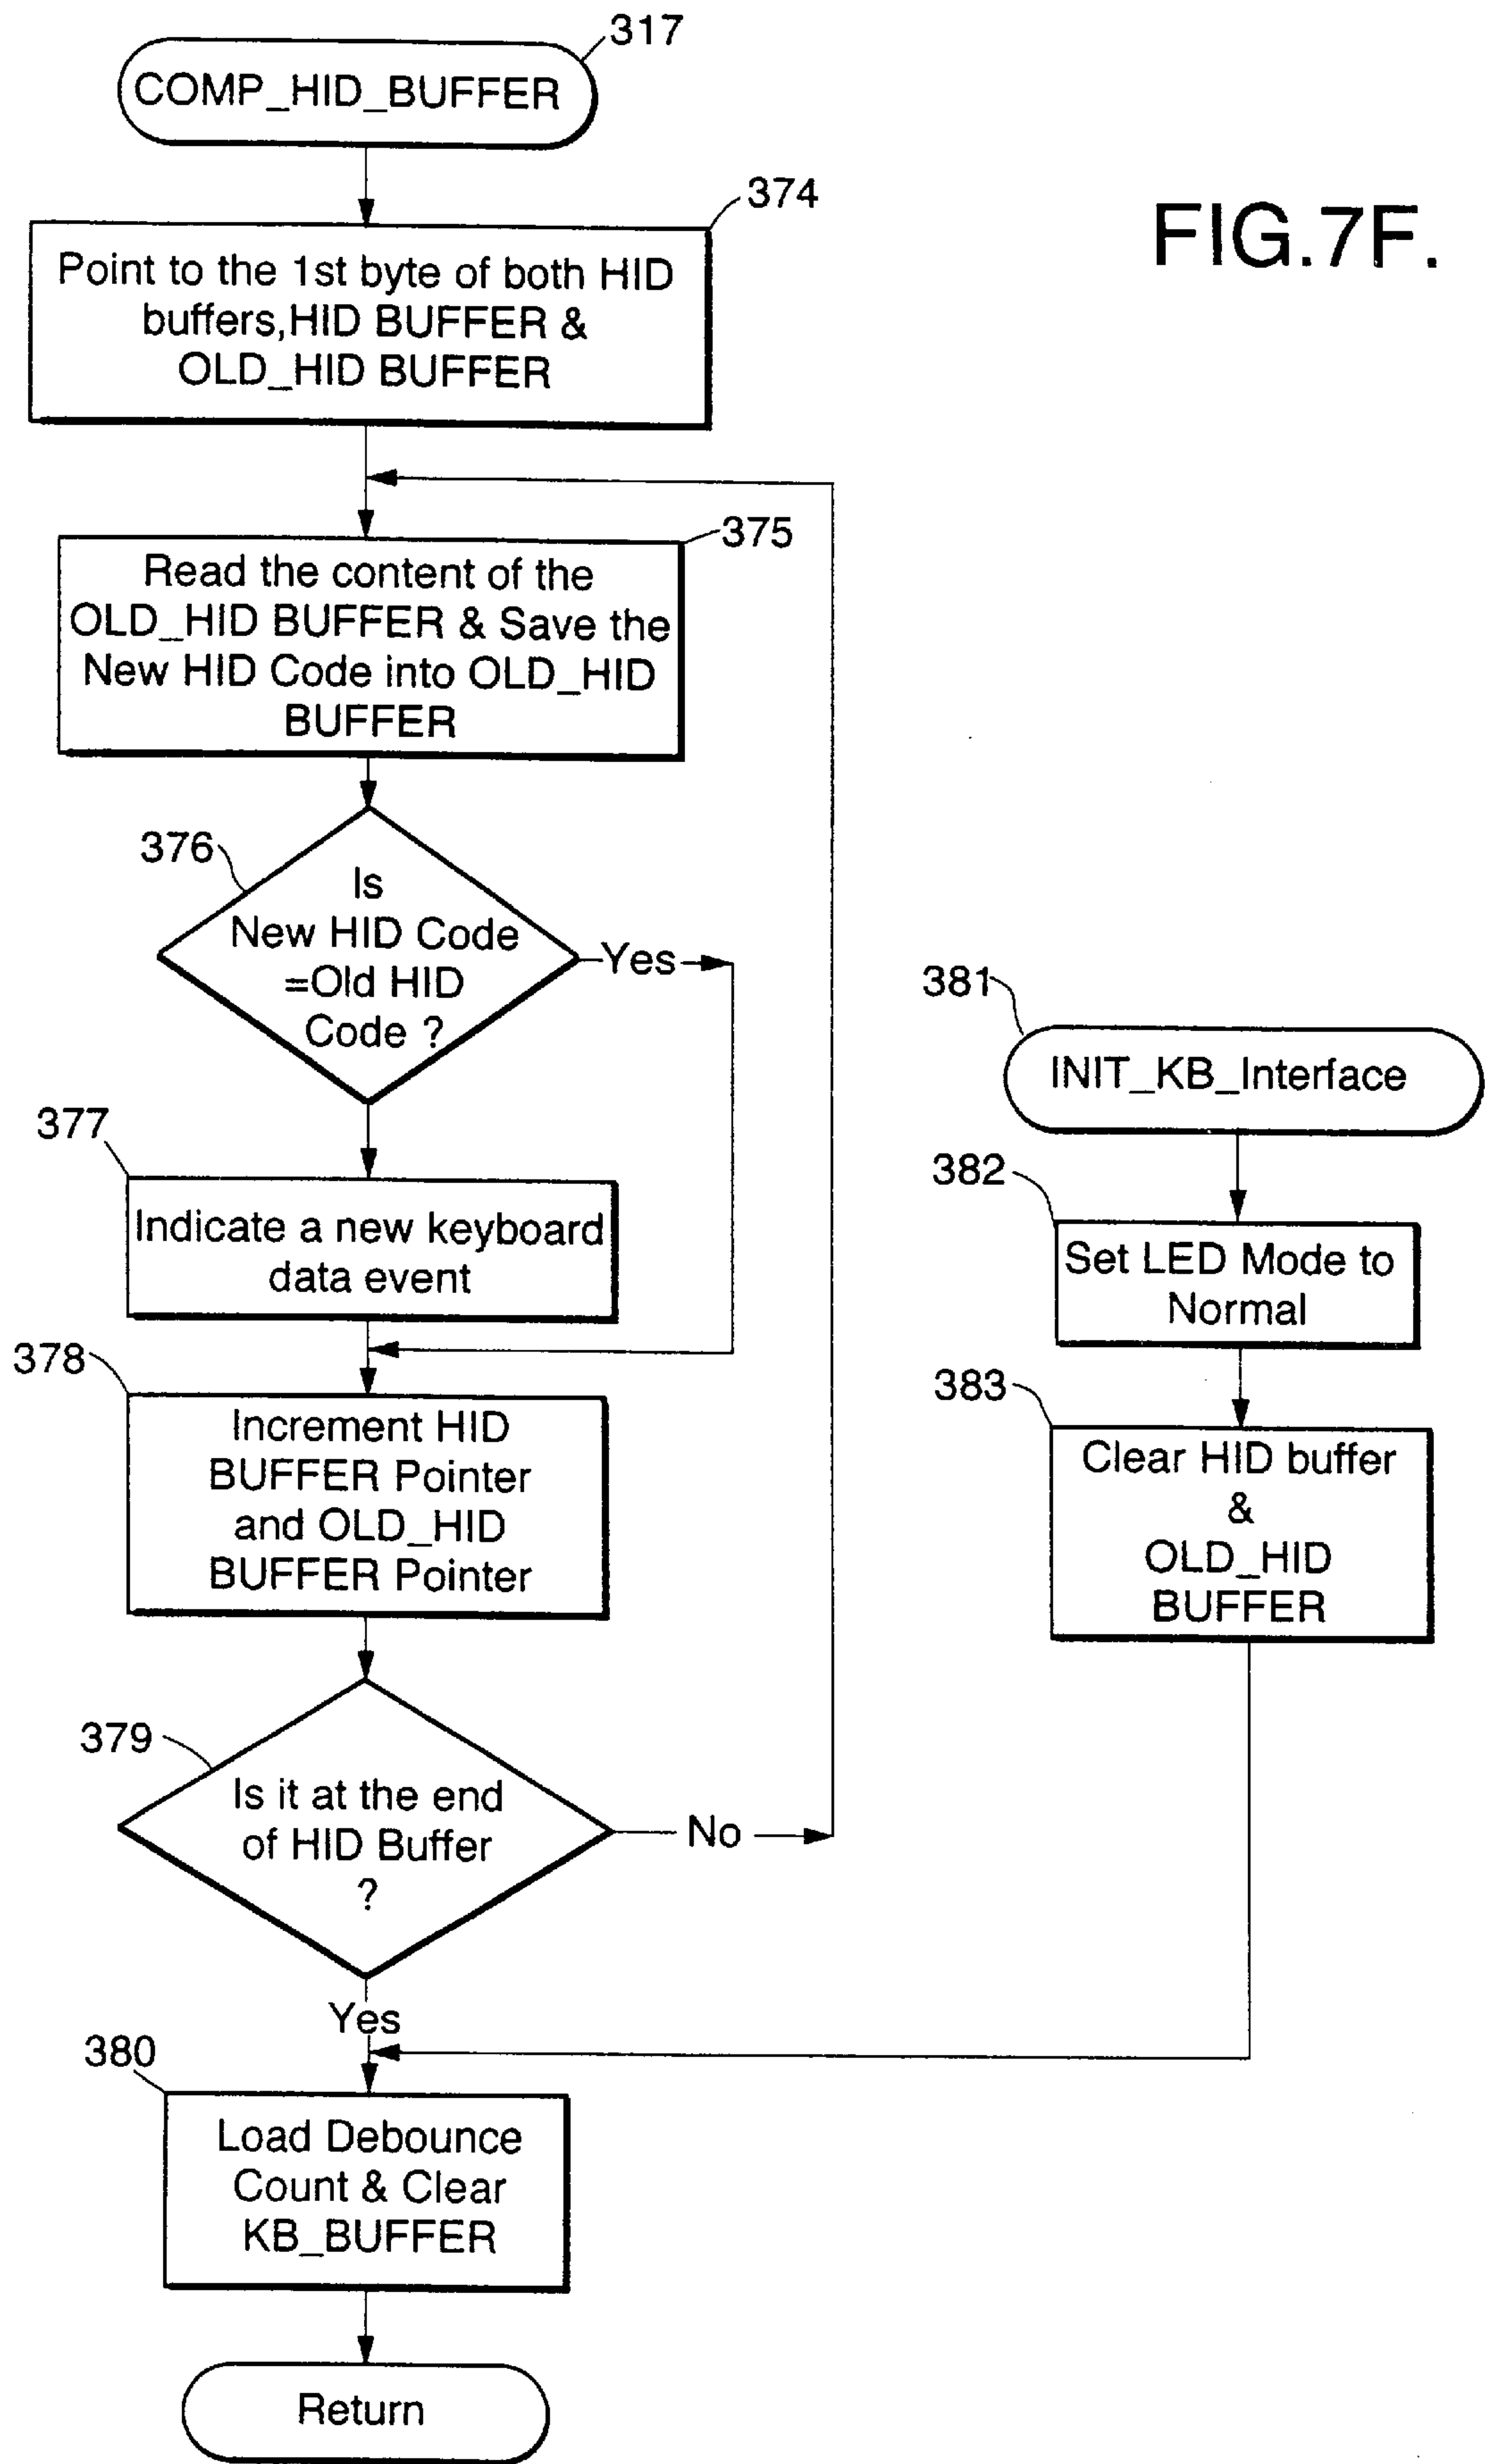 317
COMP_HID_BUFFER
374
FIG.7F.
Point to the 1st byte of both HID
buffers,HID BUFFER &
OLD_HID BUFFER
375
Read the content of the
OLD_HID BUFFER & Save the
New HID Code into OLD_HID
BUFFER
376
Is
New HID Code
=Old HID
Code ?
Yes
377
Indicate a new keyboard
data event
378
Increment HID
BUFFER Pointer
and OLD_HID
BUFFER Pointer
379
Is it at the end
of HID Buffer
?
No
Yes
380
Load Debounce
Count & Clear
KB_BUFFER
Return
381
INIT_KB_Interface
382
Set LED Mode to
Normal
383
Clear HID buffer
&
OLD_HID
BUFFER